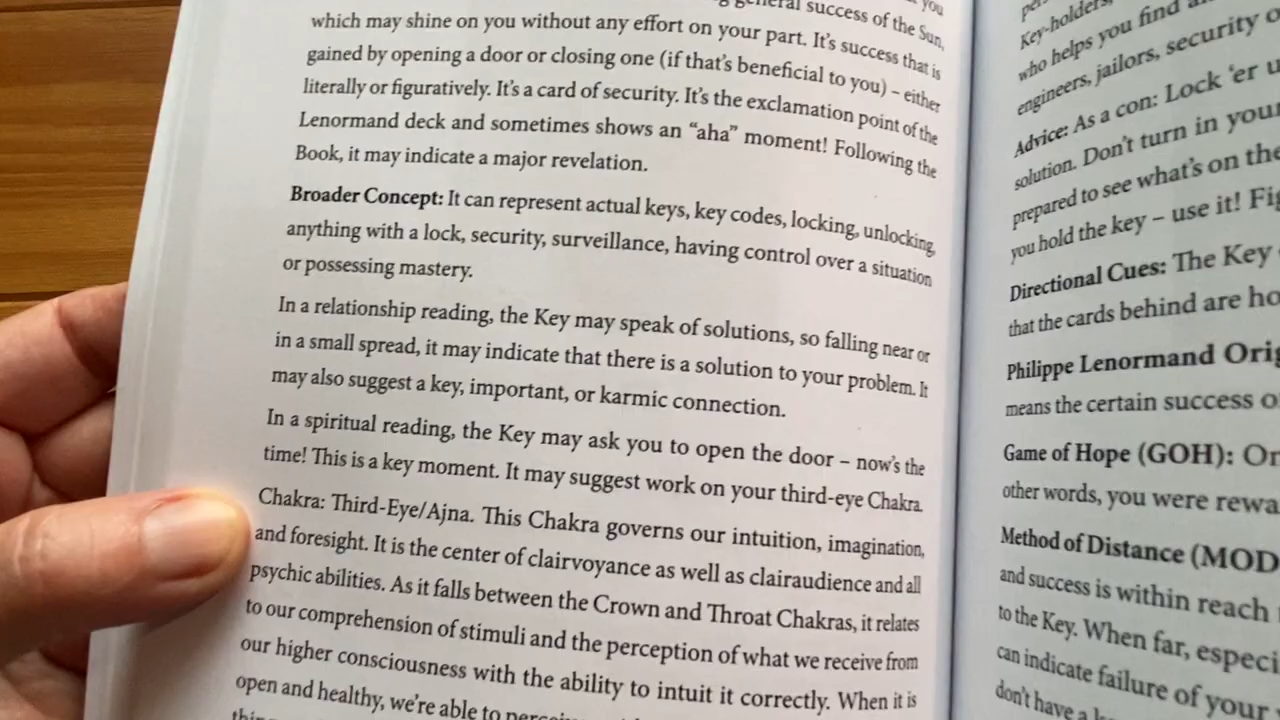 you
general success of the Sun,
which may shine on you without any effort on your part. It's success that is
gained by opening a door or closing one (if that's beneficial to you) – either
literally or figuratively. It's a card of security. It's the exclamation point of the
Lenormand deck and sometimes shows an “aha” moment! Following the
Book, it may indicate a major revelation.
Broader Concept: It can represent actual keys, key codes, locking, unlocking,
anything with a lock, security, surveillance, having control over a situation
or possessing mastery.
In a relationship reading, the Key may speak of solutions, so falling near or
in a small spread, it may indicate that there is a solution to your problem. It
may also suggest a key, important, or karmic connection.
In a spiritual reading, the Key may ask you to open the door – now's the
time! This is a key moment. It may suggest work on your third-eye Chakra.
Chakra: Third-Eye/Ajna. This Chakra governs our intuition, imagination,
and foresight. It is the center of clairvoyance as well as clairaudience and all
psychic abilities. As it falls between the Crown and Throat Chakras, it relates
to our comprehension of stimuli and the perception of what we receive from
our higher consciousness with the ability to intuit it correctly. When it is
open and healthy, we're able to
Key-holders,
who helps you find
engineers, jailors, security
Advice: As a con: Lock 'er
solution. Don't turn in your
prepared to see what's on the
you hold the key – use it!
Directional Cues: The Key
that the cards behind are
Philippe Lenormand
means the certain success
Game of Hope (GOH):
other words, you were
Method of Distance (MOD
and success is within reach
to the Key. When far,
can indicate failure of your
don't have a